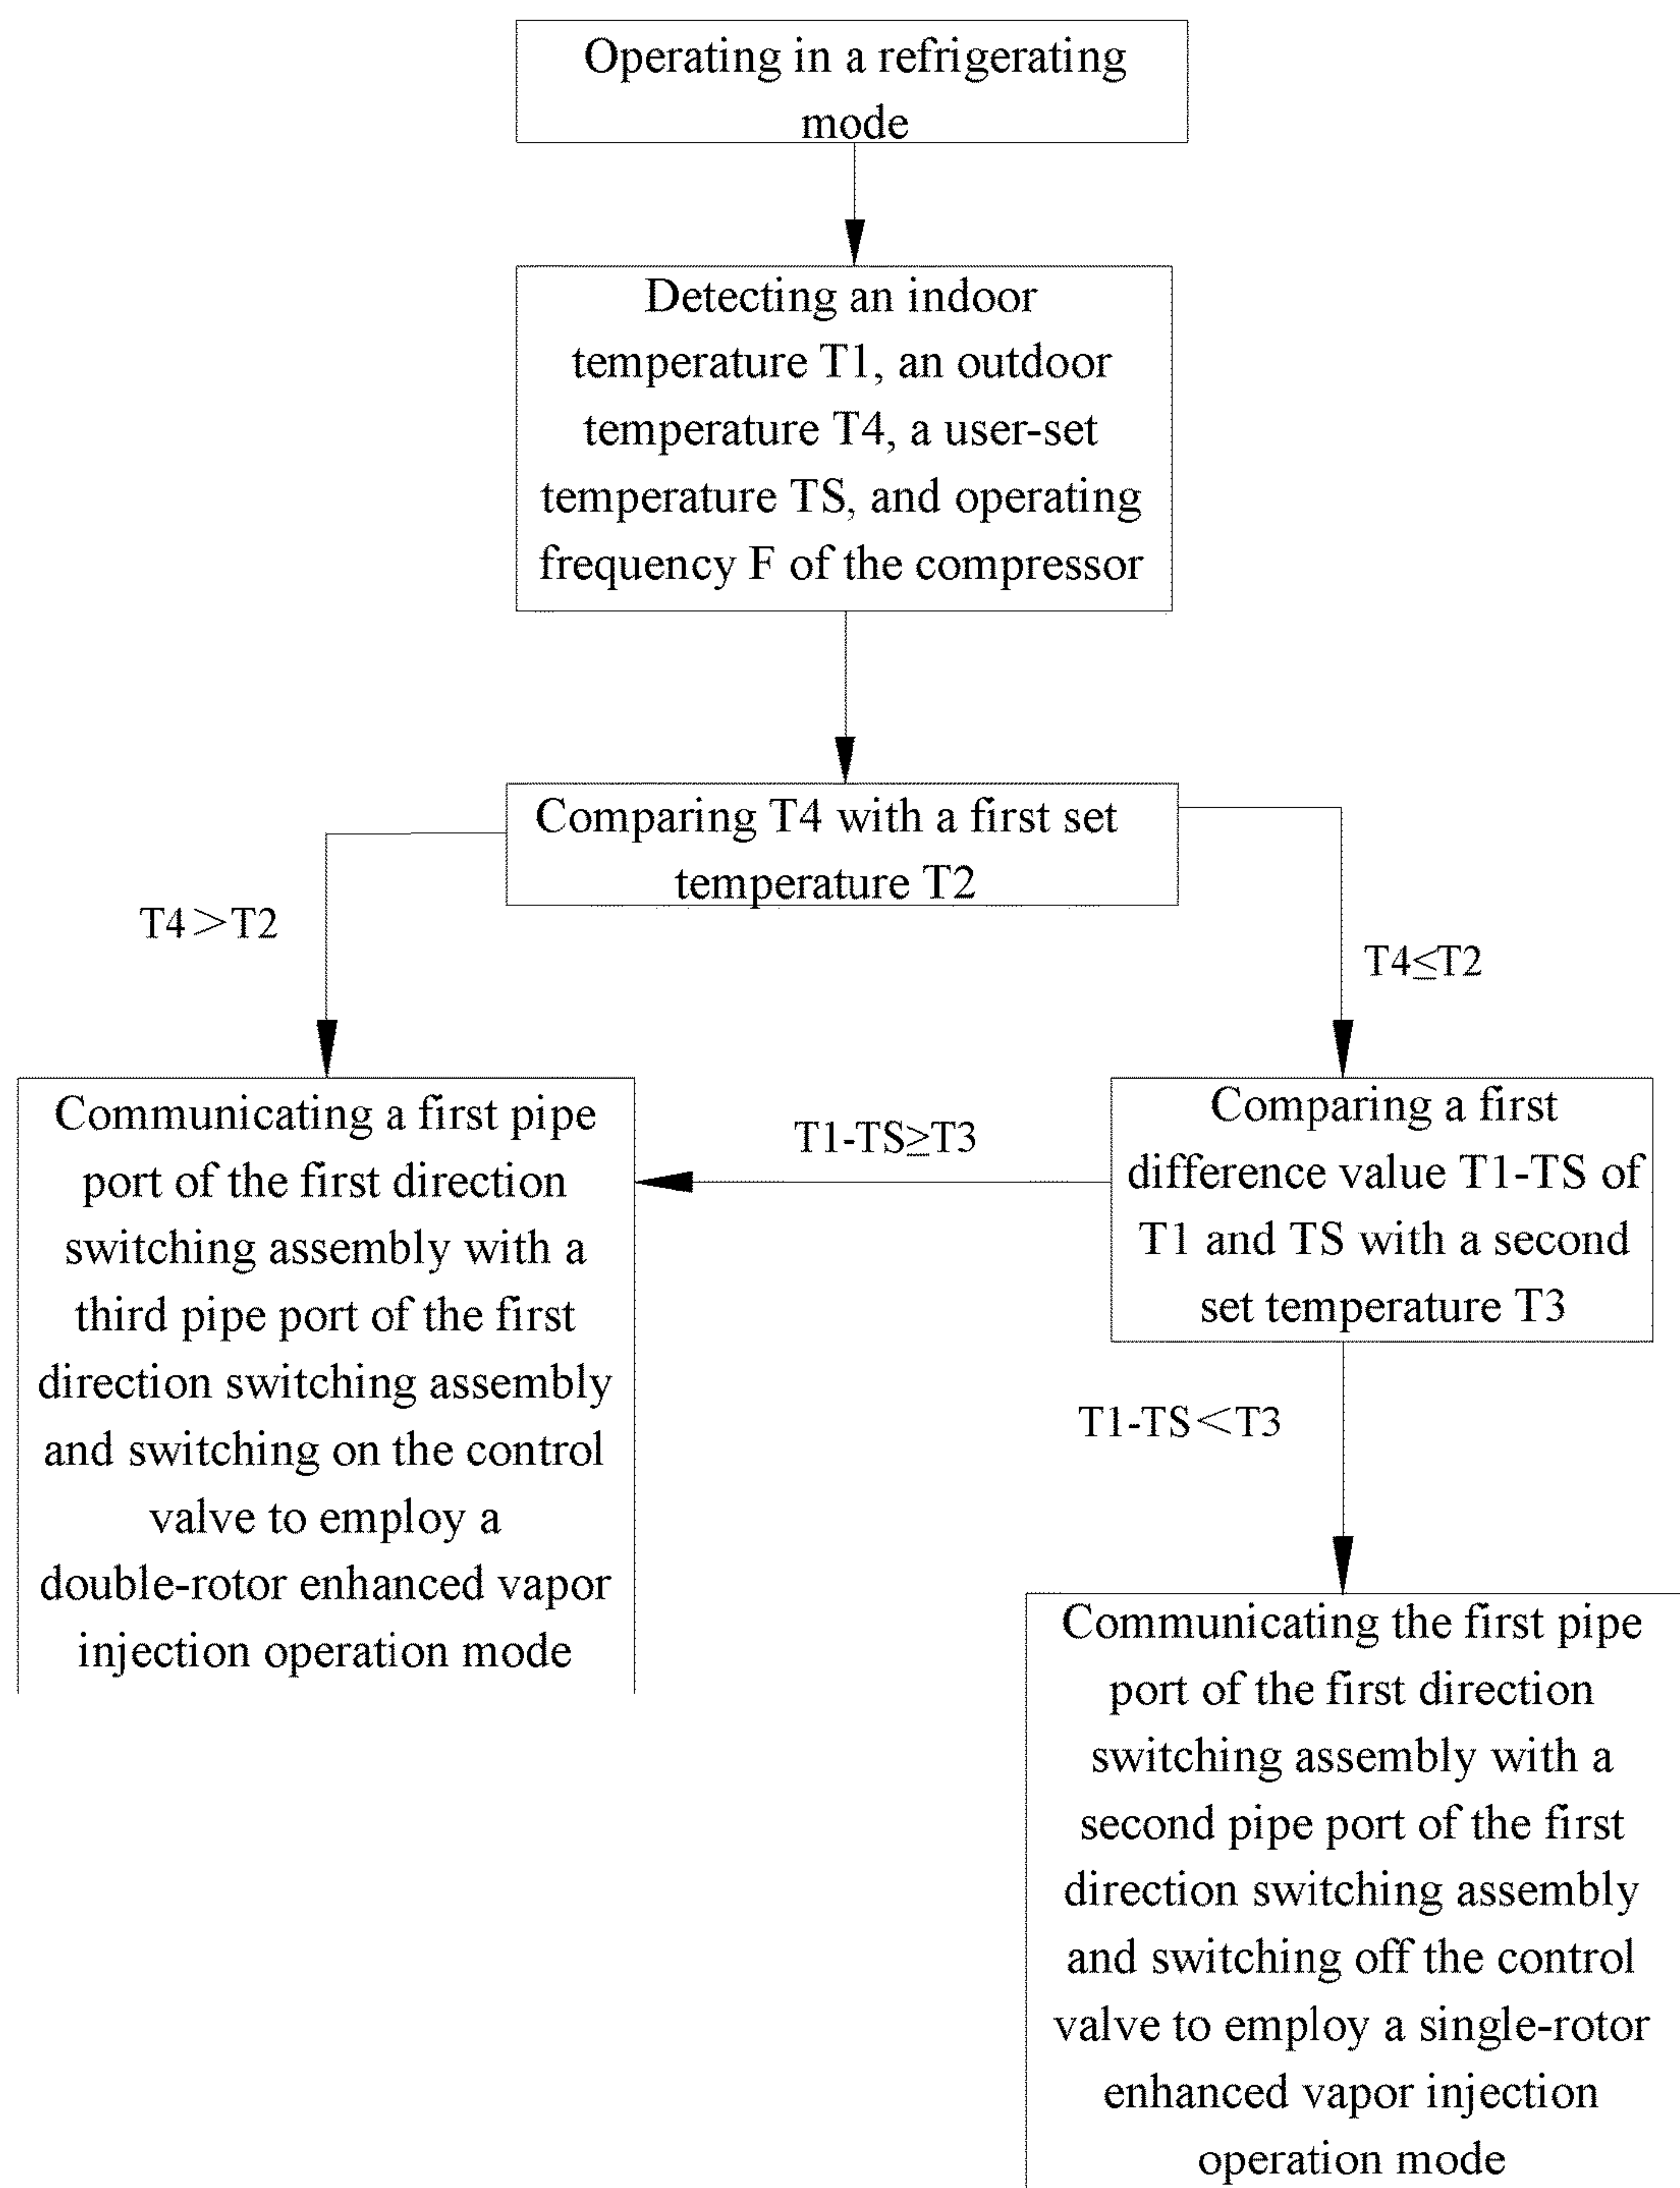 Operating in a refrigerating
mode
Detecting an indoor
temperature T1, an outdoor
temperature T4, a user-set
temperature TS, and operating
frequency F of the compressor
Comparing T4 with a first set
temperature T2
T4>T2
T4≤T2
Communicating a first pipe
port of the first direction
switching assembly with a
third pipe port of the first
direction switching assembly
and switching on the control
valve to employ a
double-rotor enhanced vapor
injection operation mode
T1-TS≥T3
Comparing a first
difference value T1-TS of
T1 and TS with a second
set temperature T3
T1-TS<T3
Communicating the first pipe
port of the first direction
switching assembly with a
second pipe port of the first
direction switching assembly
and switching off the control
valve to employ a single-rotor
enhanced vapor injection
operation mode